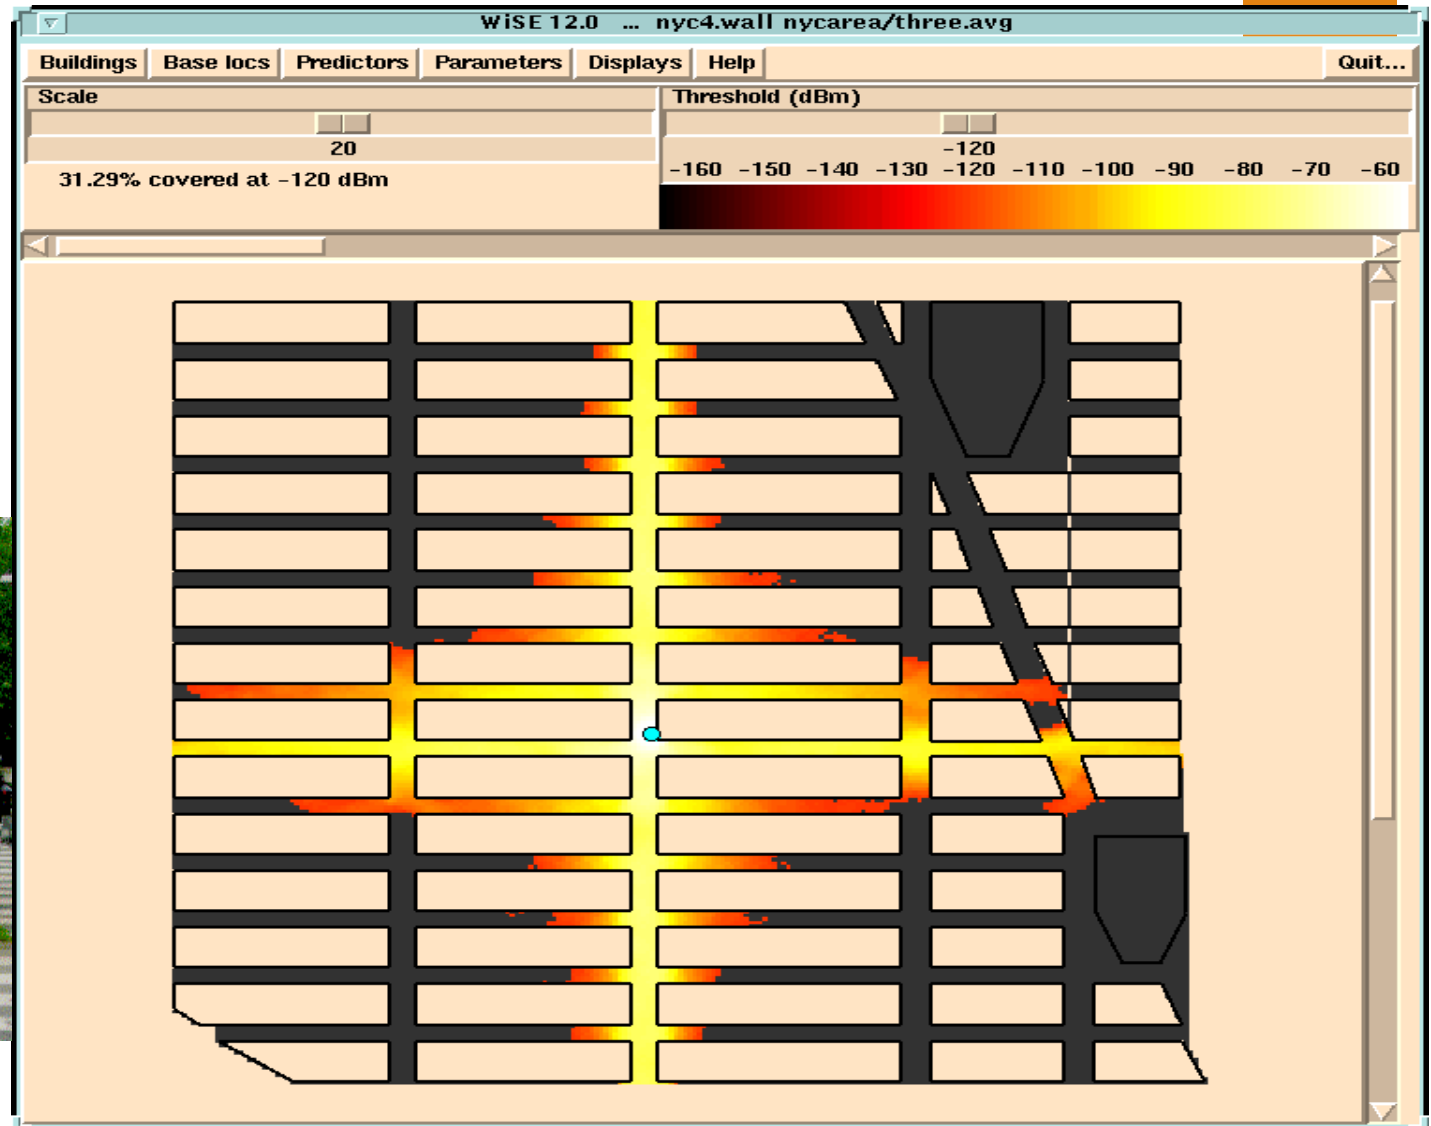 WiSE 12.0 ... nyc4.wall nycarea/three.avg
Buildings Base locs Predictors Parameters Displays Help Quit...
Scale
20
31.29% covered at -120 dBm
Threshold (dBm)
-120
-160 -150 -140 -130 -120 -110 -100 -90 -80 -70 -60